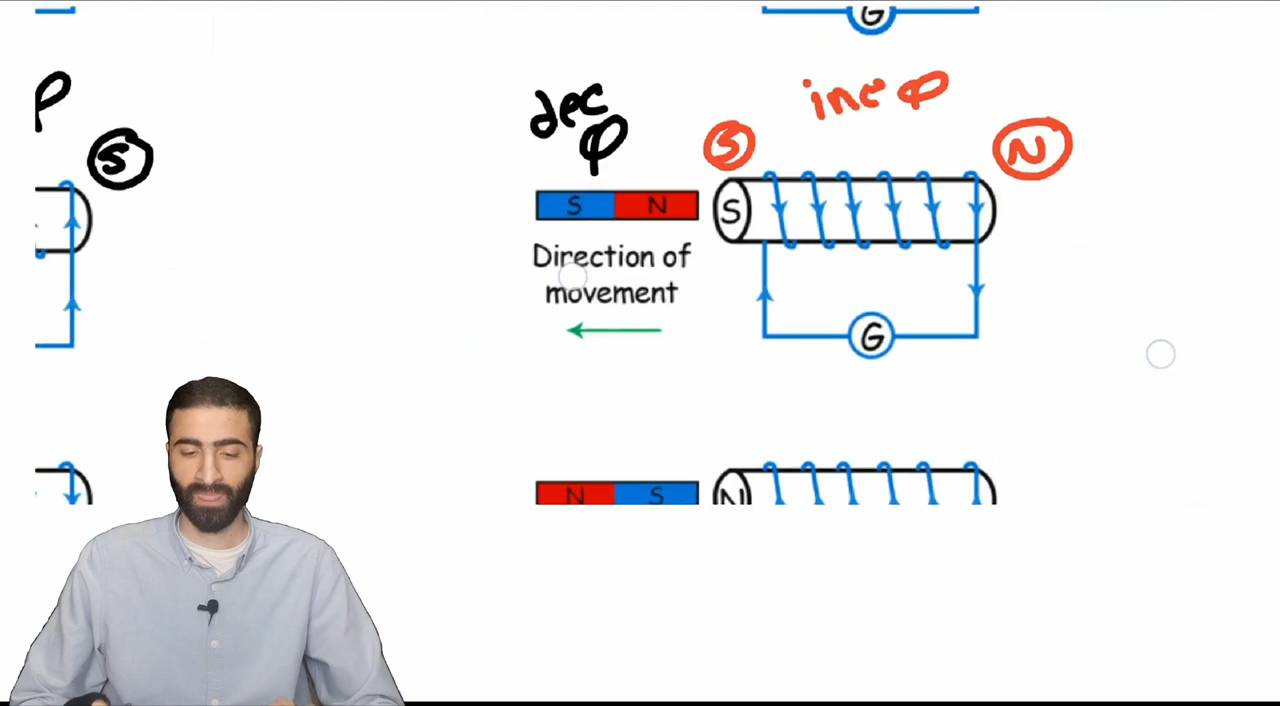 G
φ
S
dec
φ
inc φ
S
N
S N
S
Direction of
movement
G
N S
N